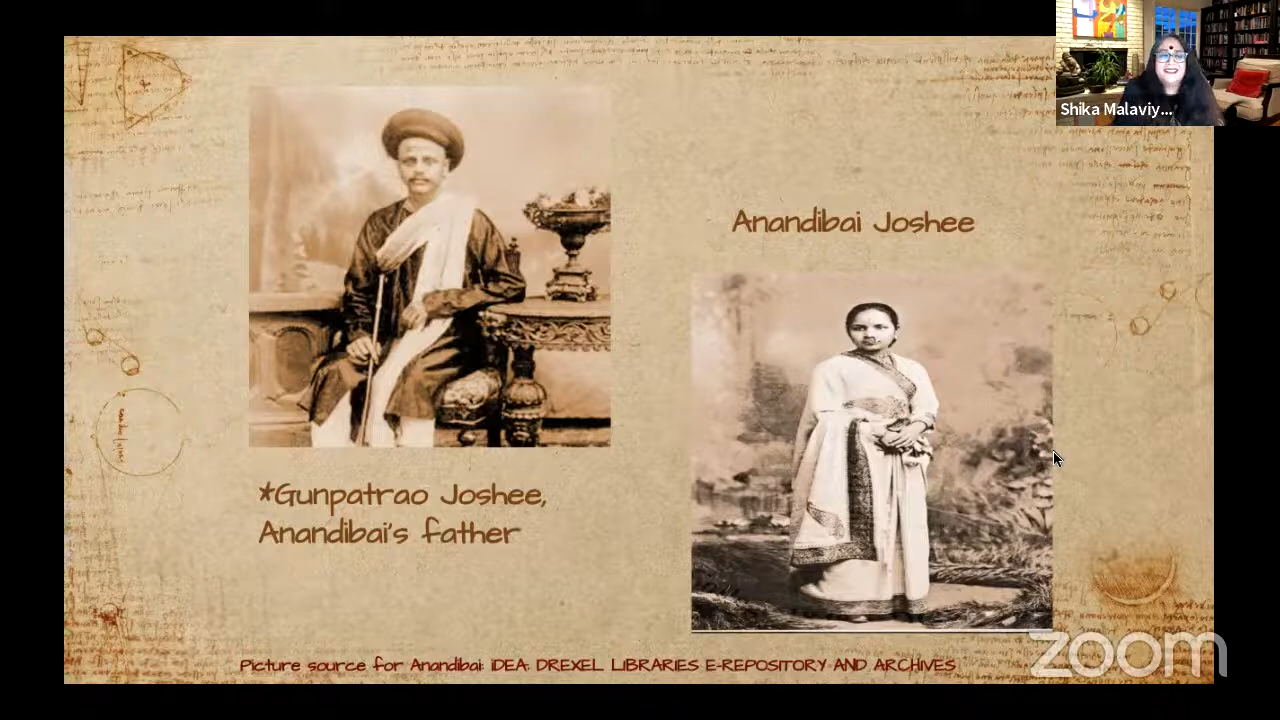 Shika Malaviy...
Anandibai Joshee
*Gunpatrao Joshee,
Anandibai's father
Picture source for Anandibai: iDEA: DREXEL LIBRARIES E-REPOSITORY AND ARCHIVES
zoom